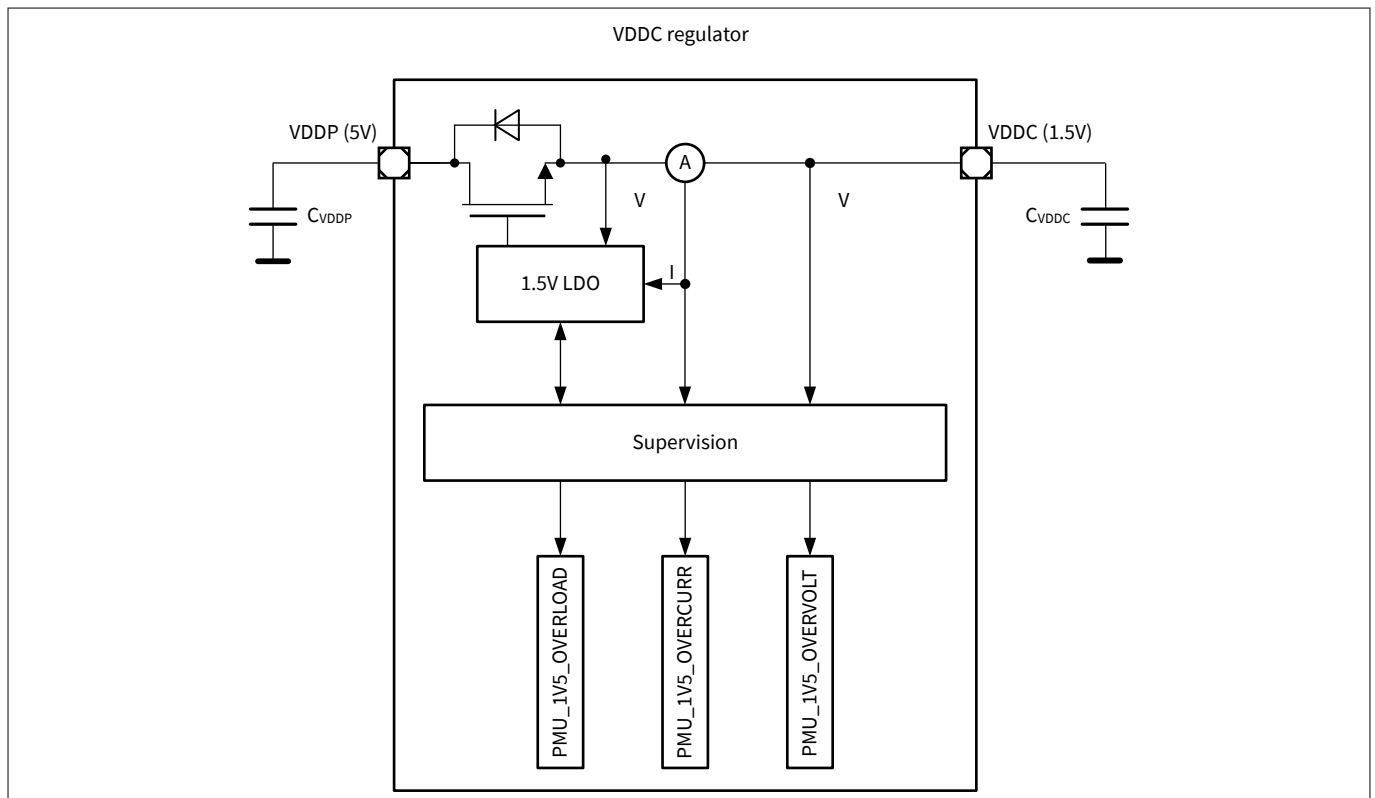 VDDC regulator
VDDP (5V)
VDDC (1.5V)
A
V
V
CVDDP
CVDDC
I
1.5V LDO
Supervision
PMU_1V5_OVERLOAD
PMU_1V5_OVERCURR
PMU_1V5_OVERVOLT